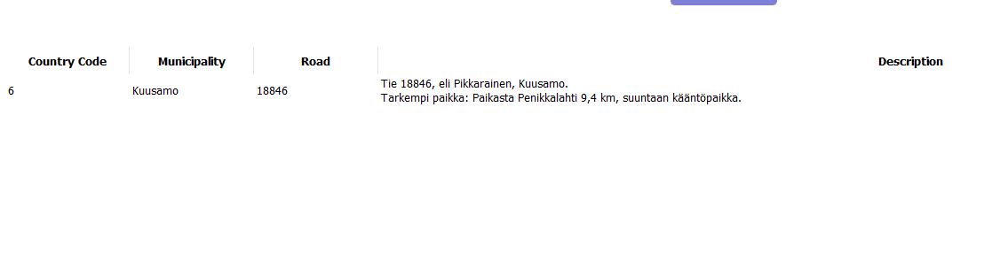 Country Code Municipality Road Description
6 Kuusamo 18846 Tie 18846, eli Pikkarainen, Kuusamo.
Tarkempi paikka: Paikasta Penikkalahti 9,4 km, suuntaan kääntöpaikka.